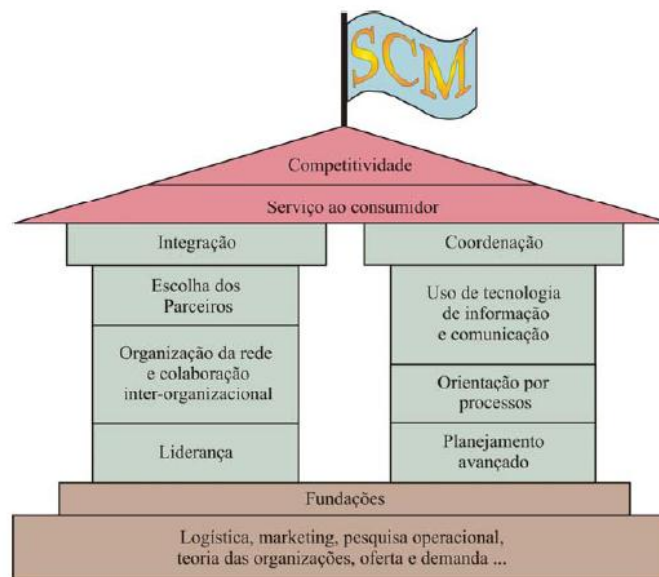 SCM
Competitividade
Serviço ao consumidor
Integração
Escolha dos
Parceiros
Organização da rede
e colaboração
inter-organizacional
Liderança
Coordenação
Uso de tecnologia
de informação
e comunicação
Orientação por
processos
Planejamento
avançado
Fundações
Logística, marketing, pesquisa operacional,
teoria das organizações, oferta e demanda ...